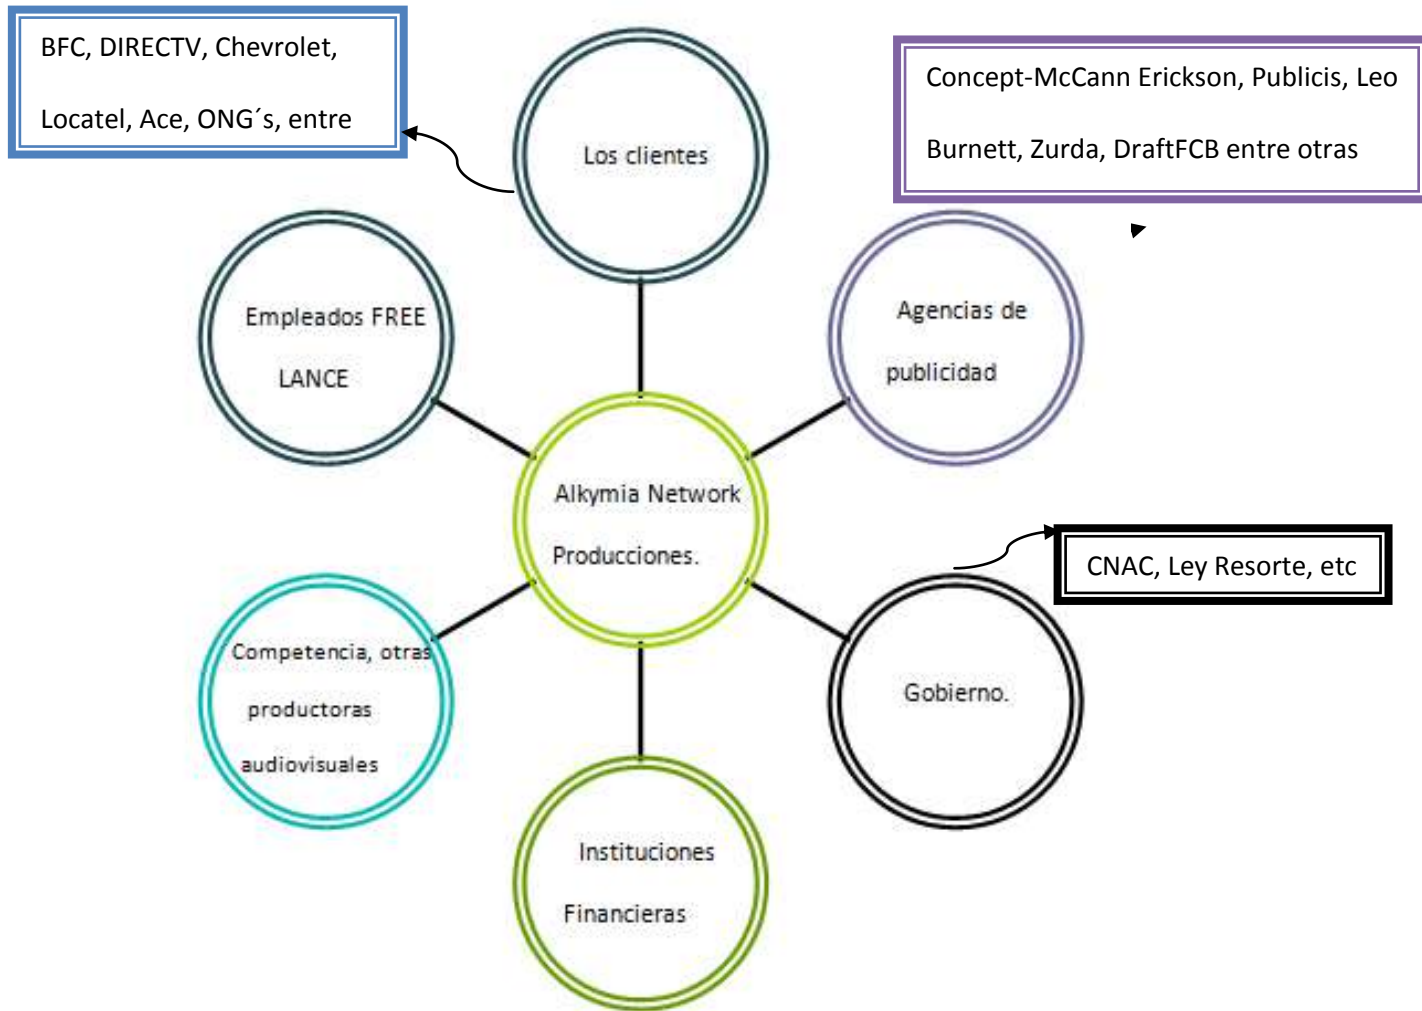 BFC, DIRECTV, Chevrolet,
Locatel, Ace, ONG´s, entre
Concept-McCann Erickson, Publicis, Leo
Burnett, Zurda, DraftFCB entre otras
Los clientes
Empleados FREE
LANCE
Agencias de
publicidad
Alkymia Network
Producciones.
CNAC, Ley Resorte, etc
Competencia, otras
productoras
audiovisuales
Gobierno.
Instituciones
Financieras